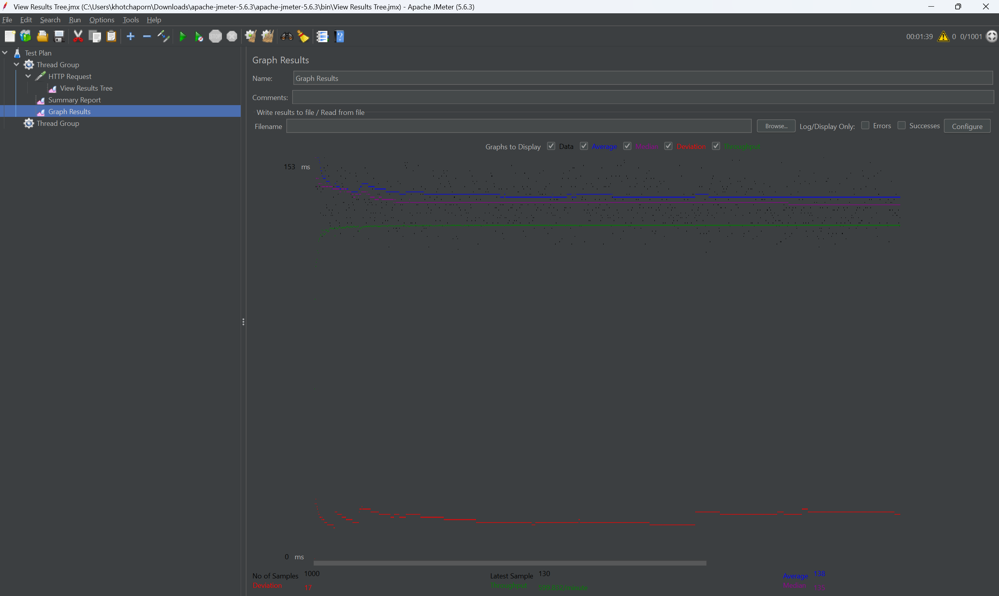 View Results Tree.jmx (C:\Users\khotchaporn\Downloads\apache-jmeter-5.6.3\apache-jmeter-5.6.3\bin\View Results Tree.jmx) - Apache JMeter (5.6.3)
File Edit Search Run Options Tools Help
STOP
00:01:39 0 0/1001
Test Plan
Thread Group
HTTP Request
View Results Tree
Summary Report
Graph Results
Thread Group
Graph Results
Name: Graph Results
Comments:
Write results to file / Read from file
Filename Browse... Log/Display Only: Errors Successes Configure
Graphs to Display Data Average Median Deviation Throughput
153 ms
0 ms
No of Samples 1000 Latest Sample 130 Average 138
Deviation 17 Throughput 599.832/minute Median 135